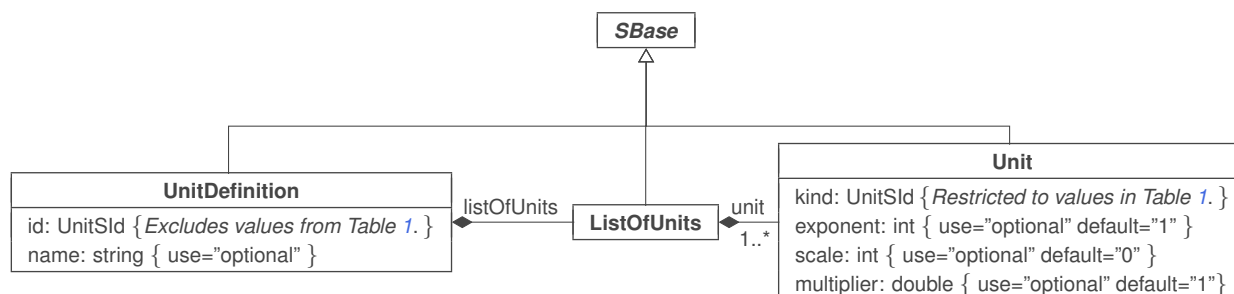 SBase
UnitDefinition
id: UnitSId { Excludes values from Table 1. }
name: string { use=”optional” }
listOfUnits
ListOfUnits
unit
1..*
Unit
kind: UnitSId { Restricted to values in Table 1. }
exponent: int { use=”optional” default=”1” }
scale: int { use=”optional” default=”0” }
multiplier: double { use=”optional” default=”1”}